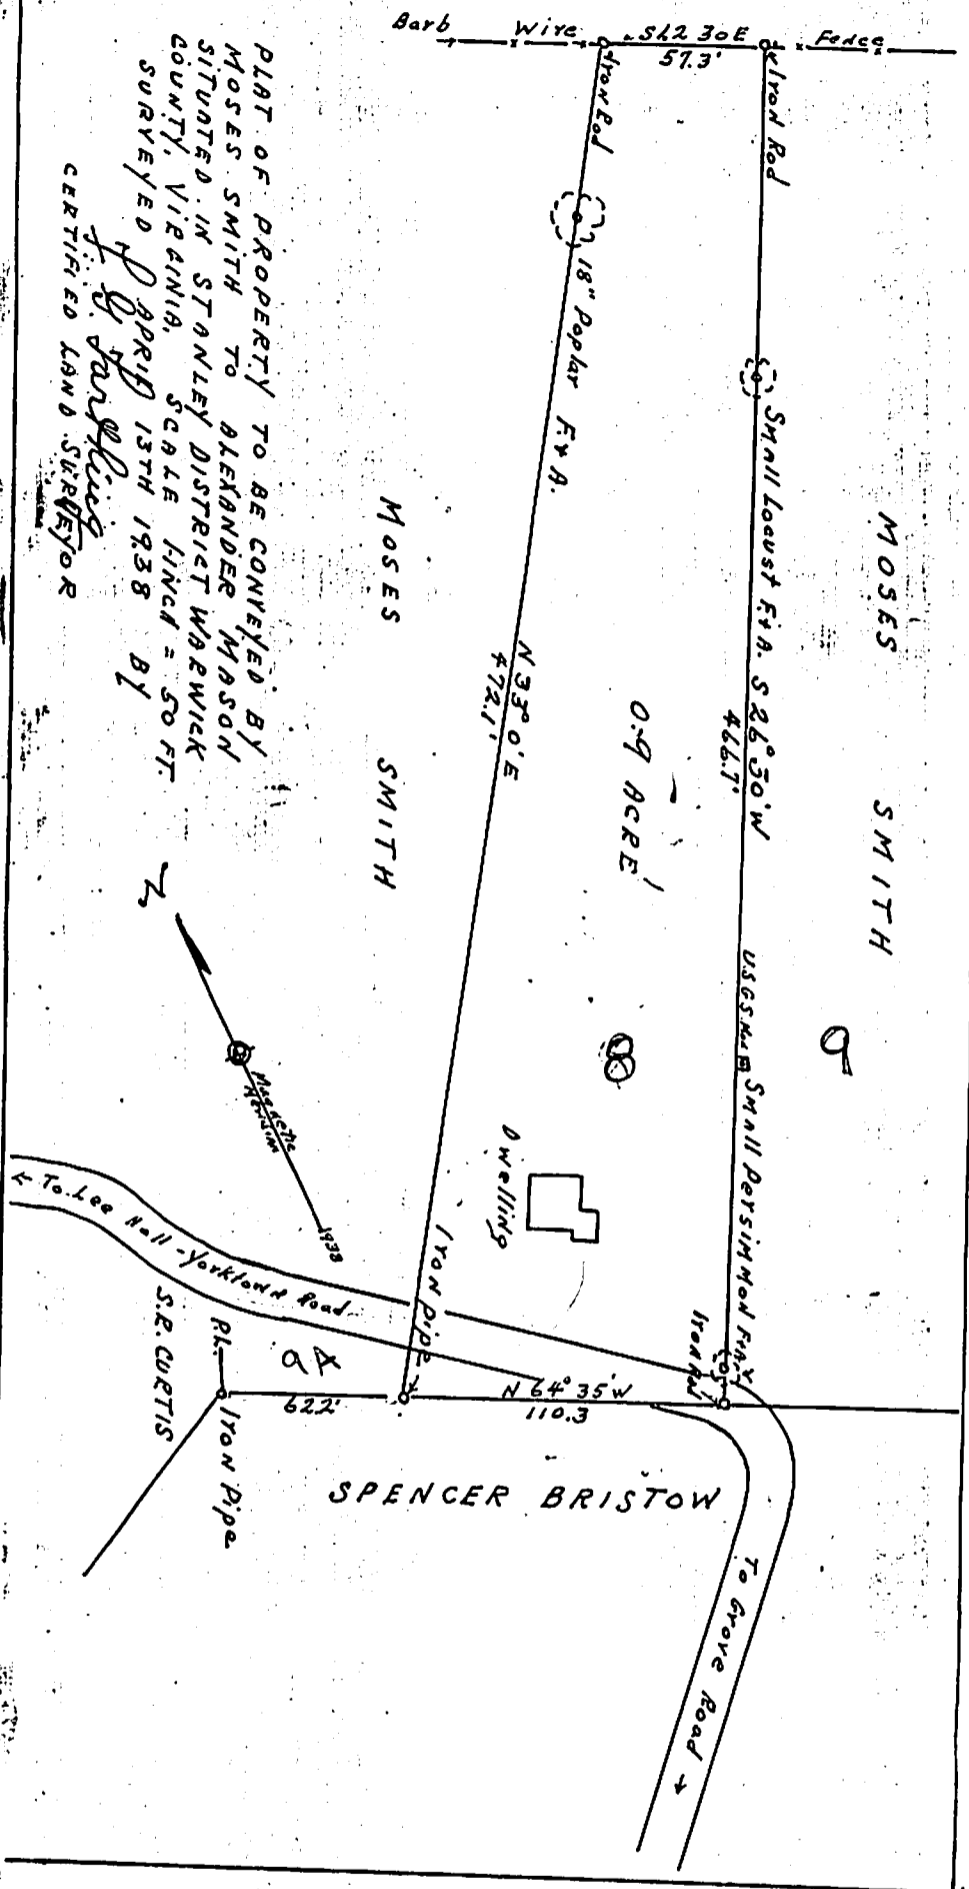 Barb Wire Fence
S62 30E
57.3'
Iron Rod
Iron Rod
18" Poplar F.&A.
Small Locust F.&A. S 26° 30' W
466.7'
U.S.G.S. Mon Small Persimmon F&A
Iron Rod
MOSES SMITH
9
0.9 ACRE
8
Dwelling
N 33° 0' E
472.1'
Iron Pipe
MOSES SMITH
PLAT OF PROPERTY TO BE CONVEYED BY
MOSES SMITH TO ALEXANDER MASON
SITUATED IN STANLEY DISTRICT WARWICK
COUNTY, VIRGINIA. SCALE 1 INCH = 50 FT.
SURVEYED APRIL 13TH 1938 BY
CERTIFIED LAND SURVEYOR
N
Magnetic
Meridian
1938
← To Lee Hall - Yorktown Road
S.R. CURTIS
P.L.
Iron Pipe
9A
62.2'
N 64° 35' W
110.3
SPENCER BRISTOW
To Grove Road →